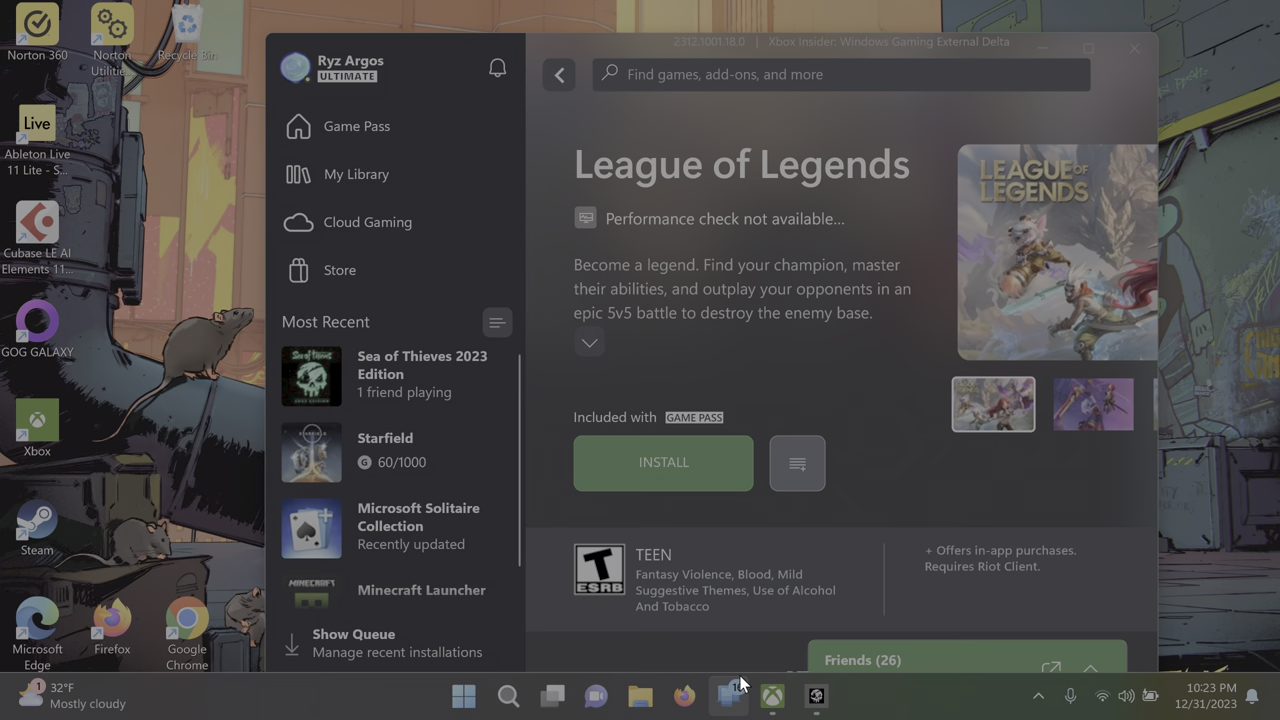 Norton 360
Norton
Utilitie...
Recycle Bin
Live
Ableton Live
11 Lite - S...
Cubase LE AI
Elements 11...
GOG GALAXY
Xbox
Steam
Microsoft
Edge
Firefox
Google
Chrome
2312.1001.18.0 | Xbox Insider: Windows Gaming External Delta
Ryz Argos
ULTIMATE
Game Pass
My Library
Cloud Gaming
Store
Most Recent
Sea of Thieves 2023
Edition
1 friend playing
Starfield
G 60/1000
Microsoft Solitaire
Collection
Recently updated
MINECRAFT
Minecraft Launcher
Show Queue
Manage recent installations
Find games, add-ons, and more
League of Legends
Performance check not available...
Become a legend. Find your champion, master
their abilities, and outplay your opponents in an
epic 5v5 battle to destroy the enemy base.
Included with GAME PASS
INSTALL
LEAGUE OF
LEGENDS
T
ESRB
TEEN
Fantasy Violence, Blood, Mild
Suggestive Themes, Use of Alcohol
And Tobacco
+ Offers in-app purchases.
Requires Riot Client.
Friends (26)
1
32°F
Mostly cloudy
10:23 PM
12/31/2023